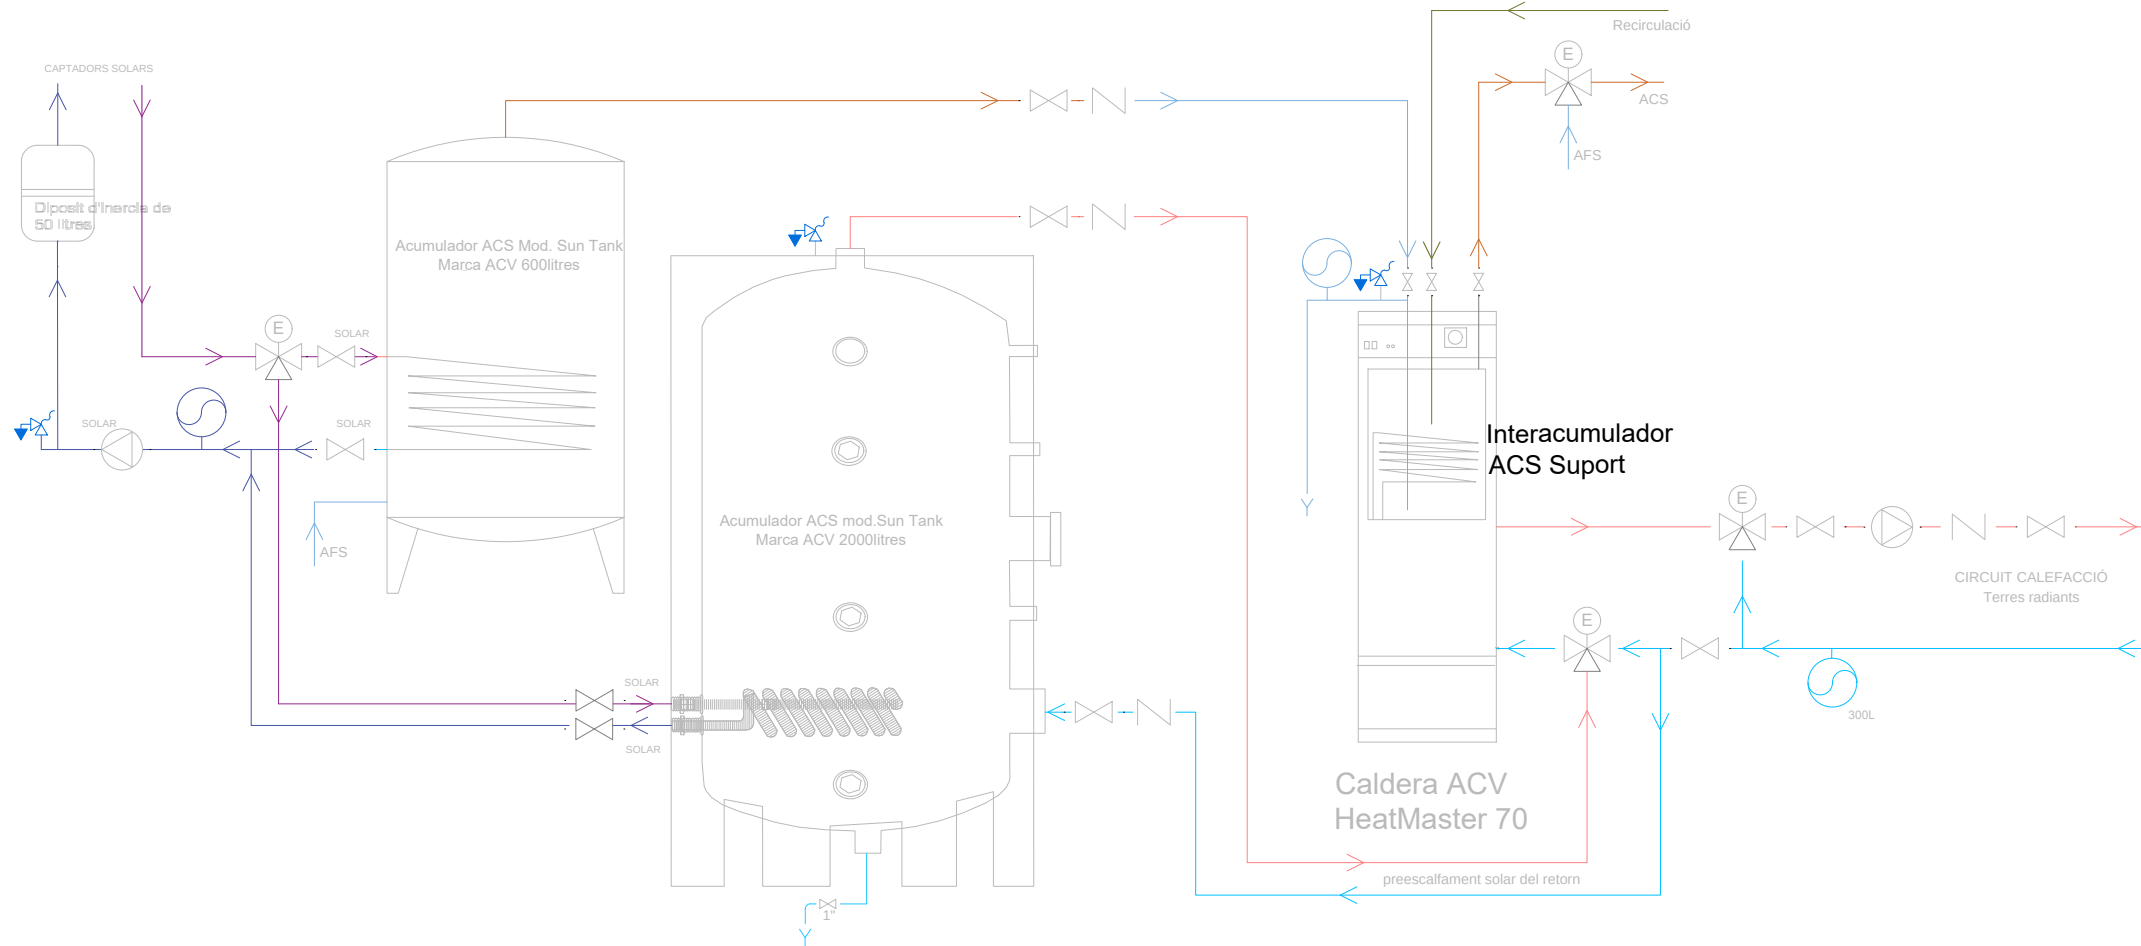 Recirculació
E
ACS
CAPTADORS SOLARS
AFS
Diposit d'Inercia de
50 litres
Acumulador ACS Mod. Sun Tank
Marca ACV 600litres
E
SOLAR
SOLAR
SOLAR
Interacumulador
ACS Suport
E
Acumulador ACS mod.Sun Tank
Marca ACV 2000litres
AFS
CIRCUIT CALEFACCIÓ
Terres radiants
E
SOLAR
300L
SOLAR
Caldera ACV
HeatMaster 70
preescalfament solar del retorn
1"